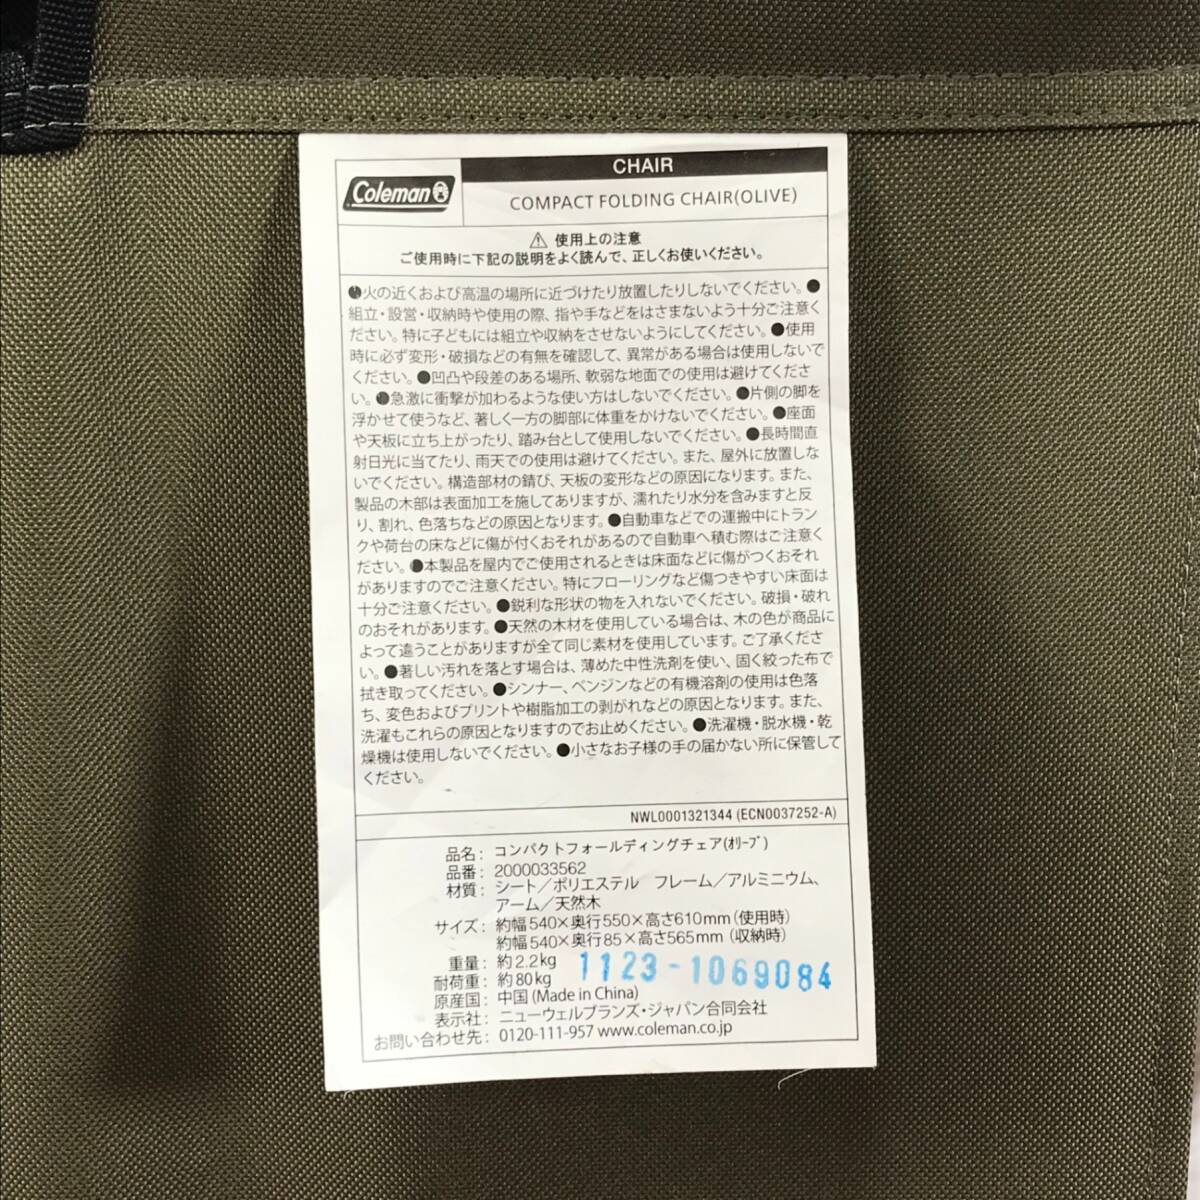 Coleman
CHAIR
COMPACT FOLDING CHAIR(OLIVE)
⚠ 使用上の注意
ご使用時に下記の説明をよく読んで、正しくお使いください。
●火の近くおよび高温の場所に近づけたり放置したりしないでください。●
組立・設営・収納時や使用の際、指や手などをはさまないよう十分ご注意く
ださい。特に子どもには組立や収納をさせないようにしてください。●使用
時に必ず変形・破損などの有無を確認して、異常がある場合は使用しないで
ください。●凹凸や段差のある場所、軟弱な地面での使用は避けてくださ
い。●急激に衝撃が加わるような使い方はしないでください。●片側の脚を
浮かせて使うなど、著しく一方の脚部に体重をかけないでください。●座面
や天板に立ち上がったり、踏み台として使用しないでください。●長時間直
射日光に当てたり、雨天での使用は避けてください。また、屋外に放置しな
いでください。構造部材の錆び、天板の変形などの原因になります。また、
製品の木部は表面加工を施してありますが、濡れたり水分を含みますと反
り、割れ、色落ちなどの原因となります。●自動車などでの運搬中にトラン
クや荷台の床などに傷が付くおそれがあるので自動車へ積む際はご注意く
ださい。●本製品を屋内でご使用されるときは床面などに傷がつくおそれ
がありますのでご注意ください。特にフローリングなど傷つきやすい床面は
十分ご注意ください。●鋭利な形状の物を入れないでください。破損・破れ
のおそれがあります。●天然の木材を使用している場合は、木の色が商品に
よって違うことがありますが全て同じ素材を使用しています。ご了承くださ
い。●著しい汚れを落とす場合は、薄めた中性洗剤を使い、固く絞った布で
拭き取ってください。●シンナー、ベンジンなどの有機溶剤の使用は色落
ち、変色およびプリントや樹脂加工の剥がれなどの原因となります。また、
洗濯もこれらの原因となりますのでお止めください。●洗濯機・脱水機・乾
燥機は使用しないでください。●小さなお子様の手の届かない所に保管して
ください。
NWL0001321344 (ECN0037252-A)
品名：コンパクトフォールディングチェア(ｵﾘｰﾌﾞ)
品番：2000033562
材質：シート／ポリエステル　フレーム／アルミニウム、
アーム／天然木
サイズ：約幅540×奥行550×高さ610mm（使用時）
約幅540×奥行85×高さ565mm（収納時）
重量：約2.2kg
1123-1069084
耐荷重：約80kg
原産国：中国 (Made in China)
表示社：ニューウェルブランズ・ジャパン合同会社
お問い合わせ先：0120-111-957 www.coleman.co.jp